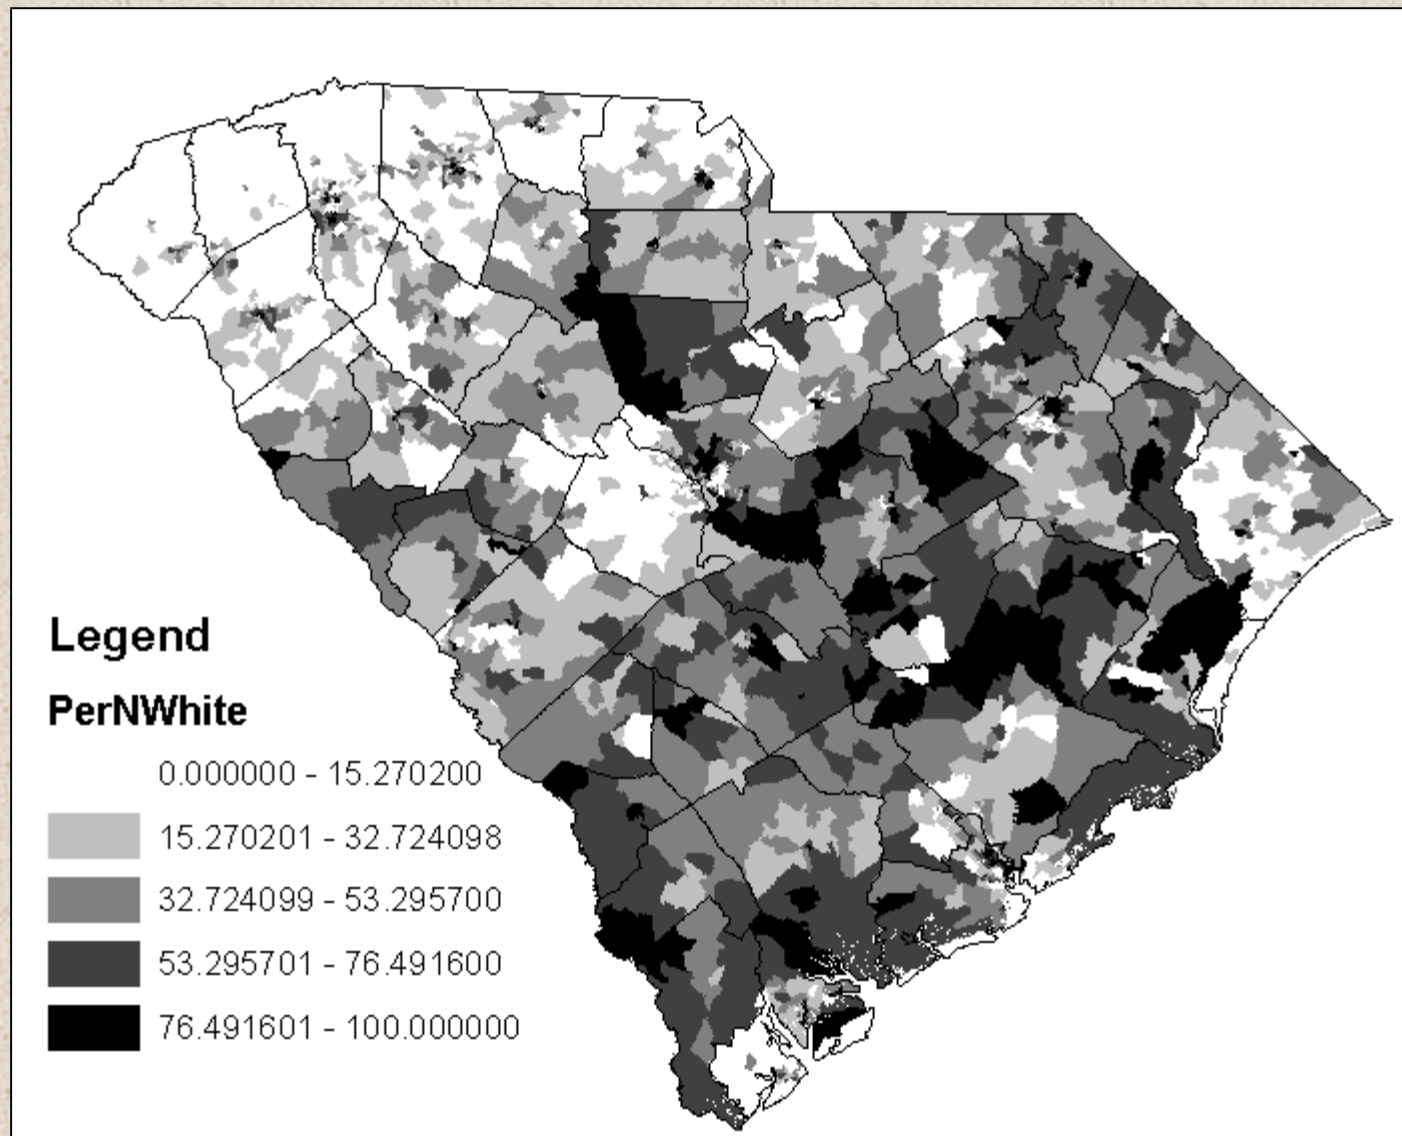 Legend
PerNWhite
0.000000 - 15.270200
15.270201 - 32.724098
32.724099 - 53.295700
53.295701 - 76.491600
76.491601 - 100.000000